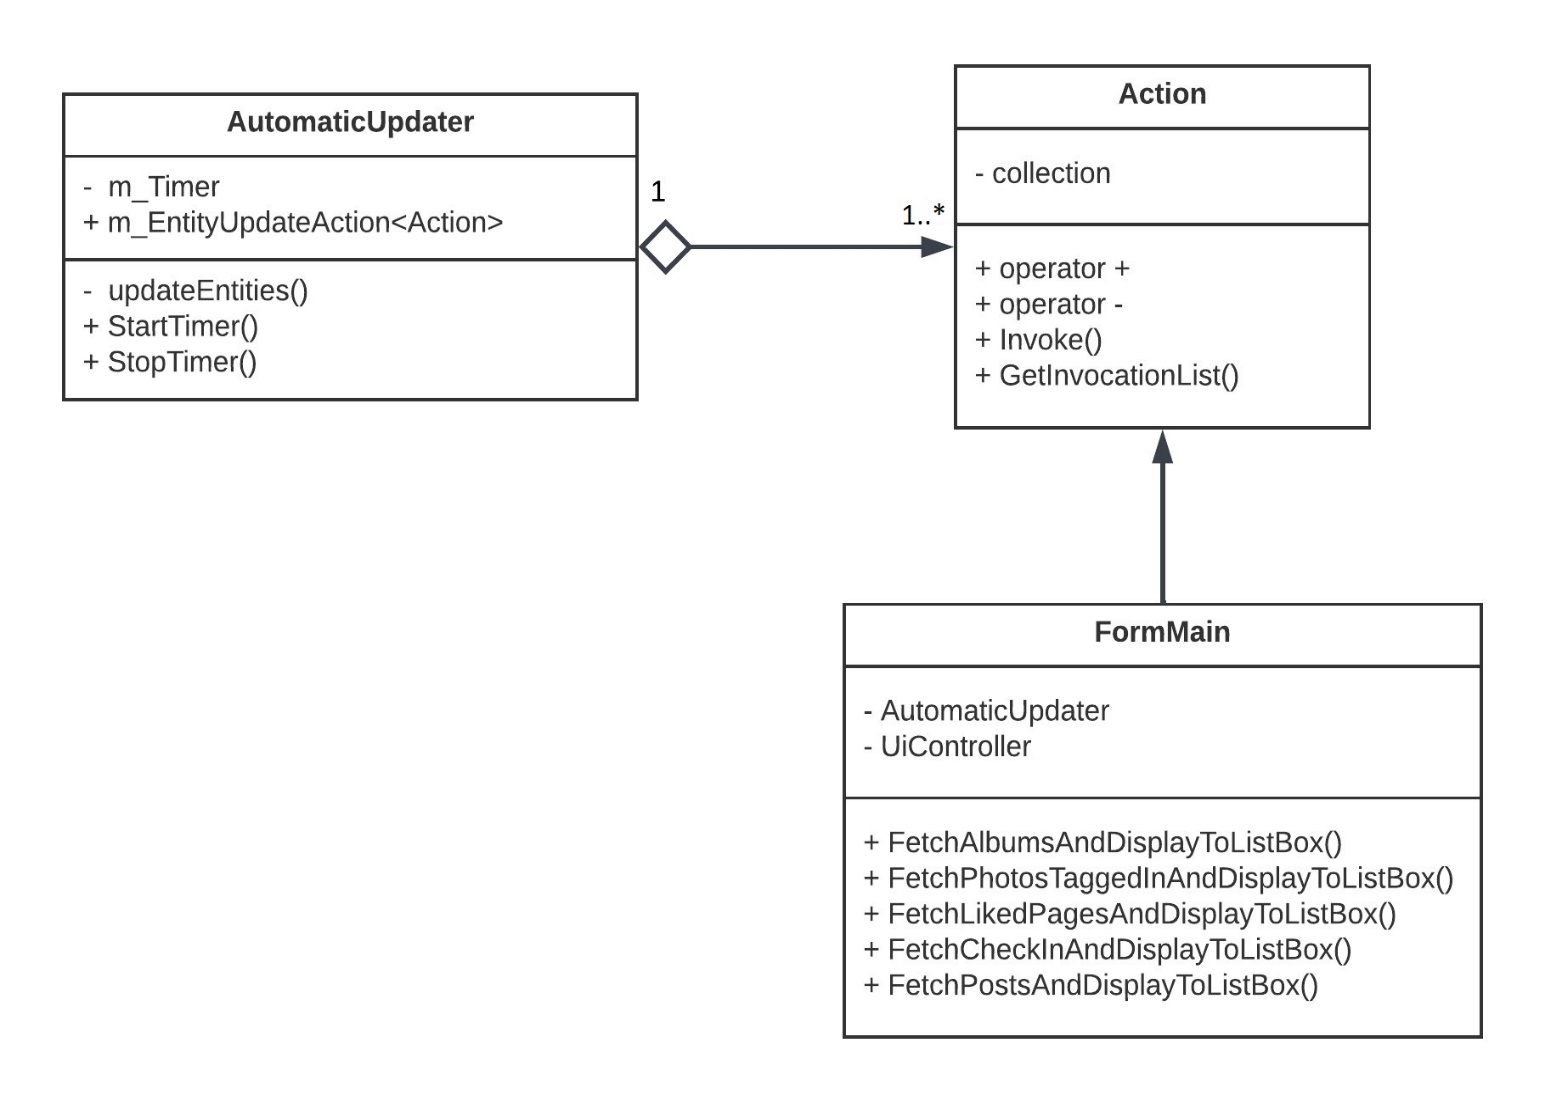 AutomaticUpdater
- m_Timer
+ m_EntityUpdateAction<Action>
- updateEntities()
+ StartTimer()
+ StopTimer()
1
1..*
Action
- collection
+ operator +
+ operator -
+ Invoke()
+ GetInvocationList()
FormMain
- AutomaticUpdater
- UiController
+ FetchAlbumsAndDisplayToListBox()
+ FetchPhotosTaggedInAndDisplayToListBox()
+ FetchLikedPagesAndDisplayToListBox()
+ FetchCheckInAndDisplayToListBox()
+ FetchPostsAndDisplayToListBox()